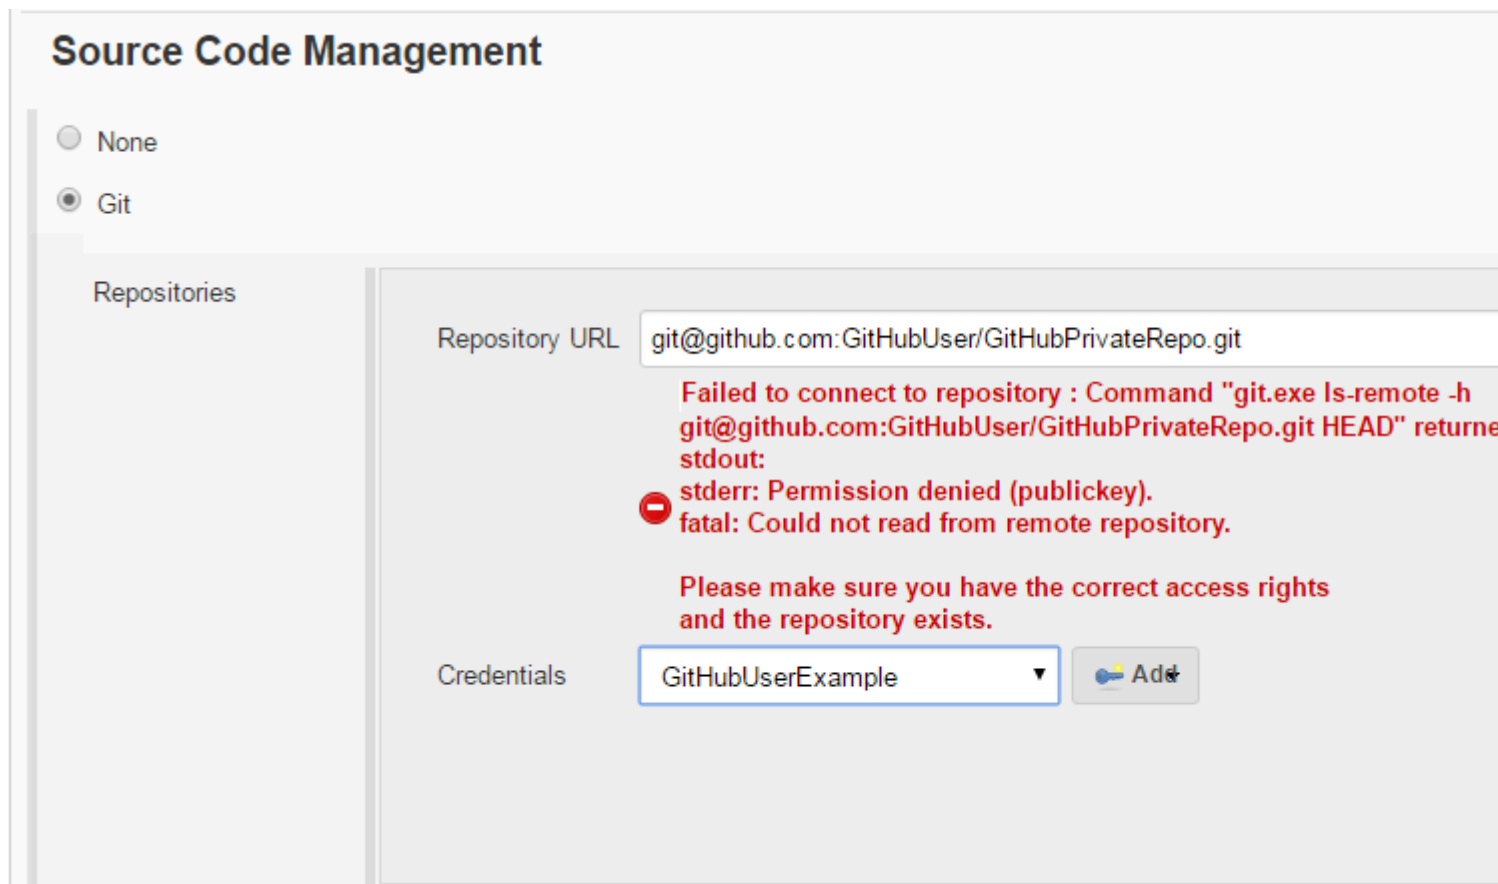 Source Code Management
None
Git
Repositories
Repository URL git@github.com:GitHubUser/GitHubPrivateRepo.git
Failed to connect to repository : Command "git.exe ls-remote -h
git@github.com:GitHubUser/GitHubPrivateRepo.git HEAD" returne
stdout:
stderr: Permission denied (publickey).
fatal: Could not read from remote repository.
Please make sure you have the correct access rights
and the repository exists.
Credentials GitHubUserExample Add